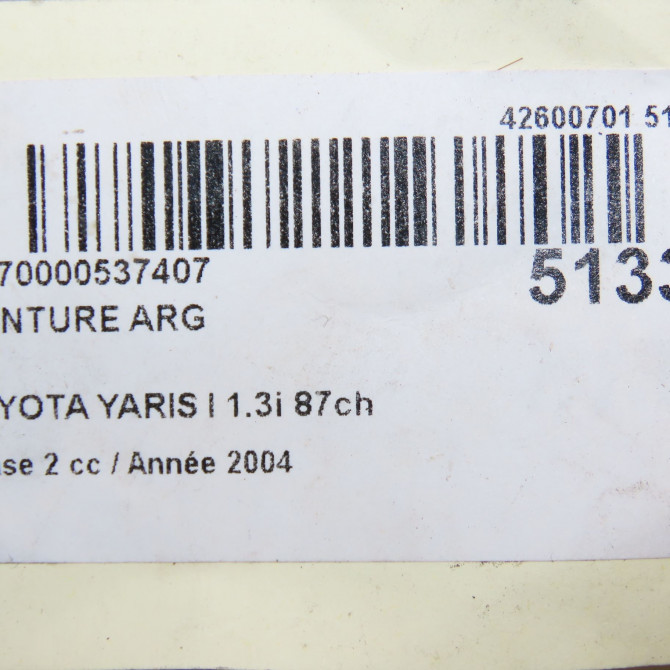 42600701 51
70000537407
5133
NTURE ARG
YOTA YARIS I 1.3i 87ch
se 2 cc / Année 2004